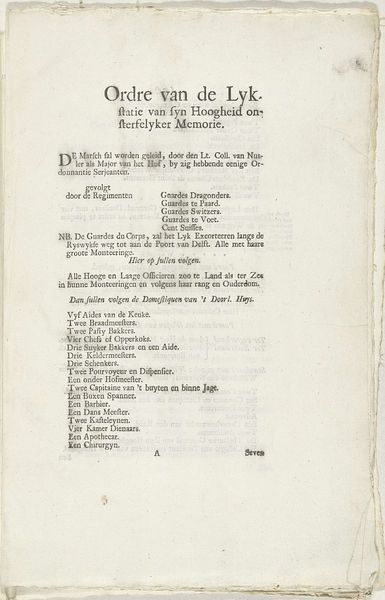 Ordre van de Lyk-
statie van syn Hoogheid on-
sterfelyker Memorie.
DE Marsch sal worden geleid, door den Lt. Coll. van Nus-
ler als Major van het Hof, by zig hebbende eenige Or-
donnantie Serjeanten.
gevolgt
door de Regimenten
Guardes Dragonders.
Guardes te Paard.
Guardes Switzers.
Guardes te Voet.
Cent Suisses.
NB. De Guardes du Corps, zal het Lyk Excorteeren langs de
Ryswykse weg tot aan de Poort van Delft. Alle met haare
groote Monteeringe.
Hier op sullen volgen.
Alle Hooge en Lage Officieren zoo te Land als ter Zee
in hunne Monteeringen en volgens haar rang en Ouderdom.
Dan sullen volgen de Domestiquen van 't Doorl. Huys.
Vyf Aides van de Keuke.
Twee Braadmeesters.
Twee Pasty Bakkers.
Vier Chefs of Opperkoks.
Drie Suyker Bakkers en een Aide.
Drie Keldermeesters.
Drie Schenkers.
Twee Pourvoyeur en Dispensier.
Een onder Hofmeester.
Twee Capitaine van 't buyten en binne Jage.
Een Buxen Spanner.
Een Barbier.
Een Dans Meester.
Twee Kasteleynen.
Vier Kamer Dienaars.
Een Apothecar.
Een Chirurgyn.
A
Seven